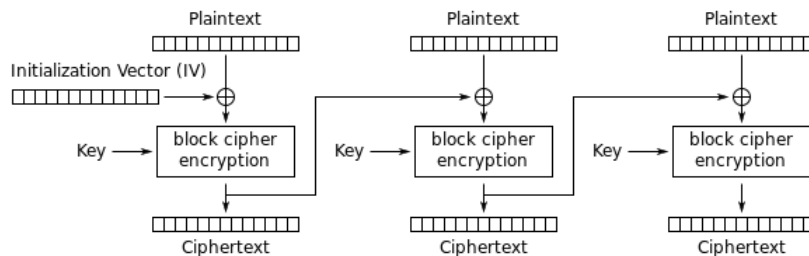 Plaintext
Plaintext
Plaintext
Initialization Vector (IV)
Key
block cipher
encryption
Key
block cipher
encryption
Key
block cipher
encryption
Ciphertext
Ciphertext
Ciphertext